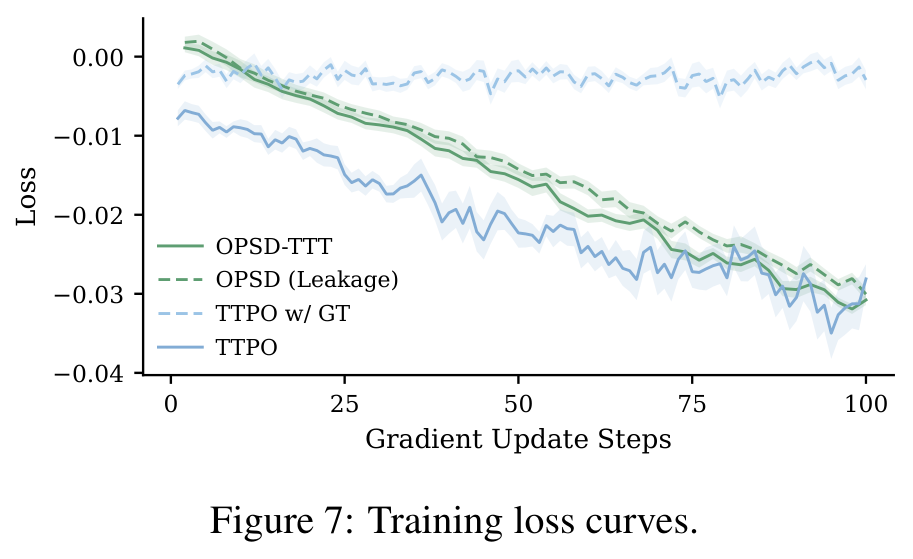 0.00
−0.01
−0.02
−0.03
−0.04
Loss
OPSD-TTT
OPSD (Leakage)
TTPO w/ GT
TTPO
0 25 50 75 100
Gradient Update Steps
Figure 7: Training loss curves.